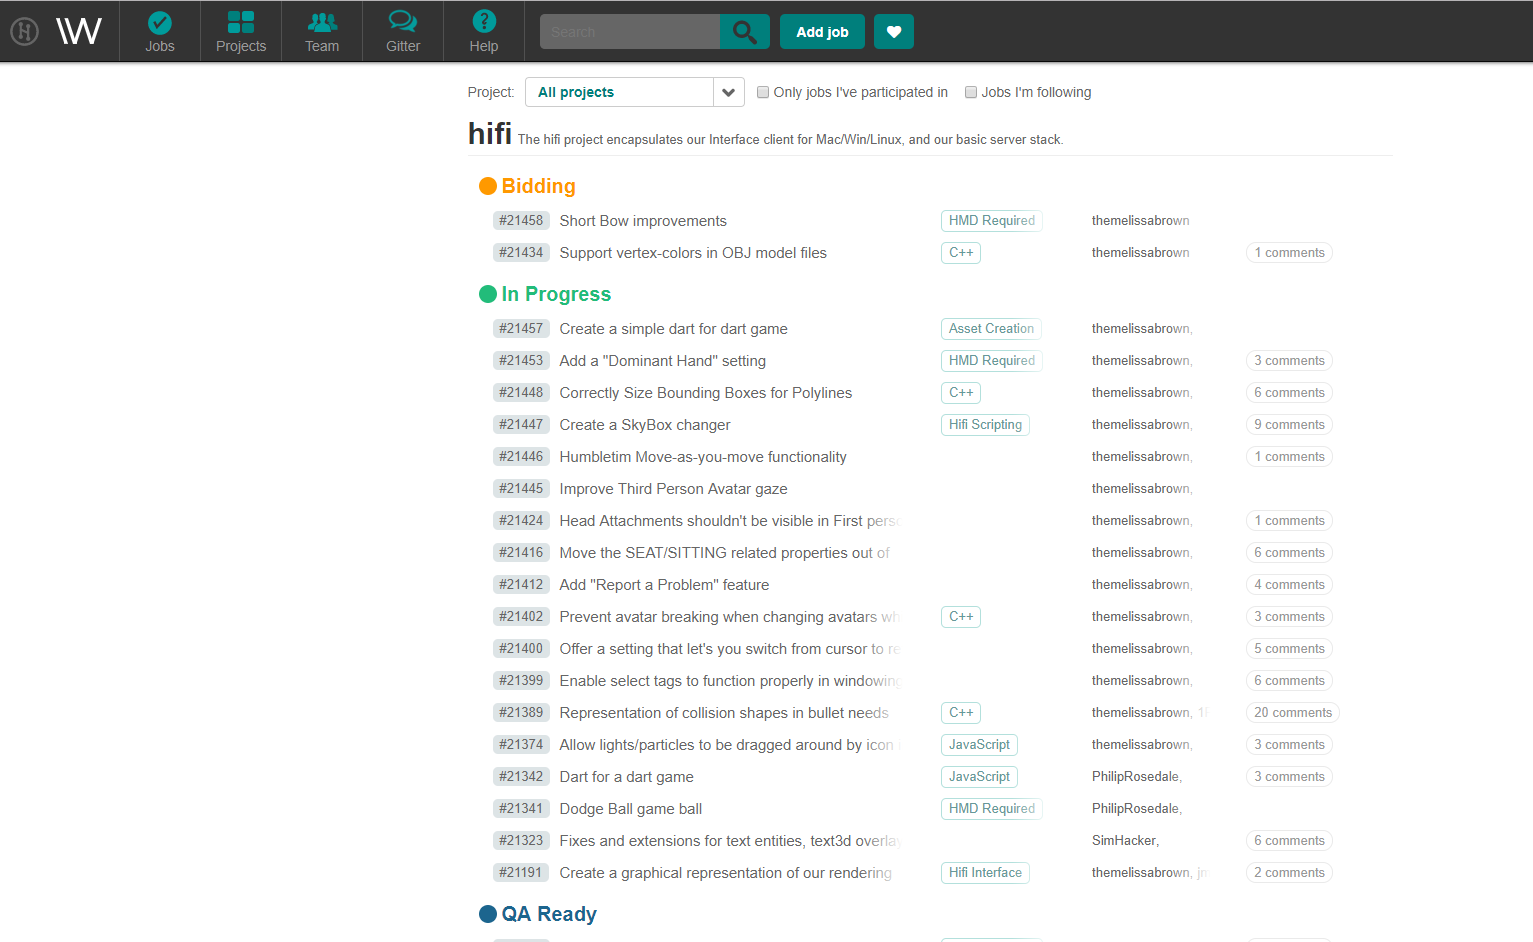 W
Jobs Projects Team Gitter Help Search Add job
Project: All projects Only jobs I've participated in Jobs I'm following
hifi The hifi project encapsulates our Interface client for Mac/Win/Linux, and our basic server stack.
Bidding
#21458 Short Bow improvements HMD Required themelissabrown
#21434 Support vertex-colors in OBJ model files C++ themelissabrown 1 comments
In Progress
#21457 Create a simple dart for dart game Asset Creation themelissabrown,
#21453 Add a "Dominant Hand" setting HMD Required themelissabrown, 3 comments
#21448 Correctly Size Bounding Boxes for Polylines C++ themelissabrown, 6 comments
#21447 Create a SkyBox changer Hifi Scripting themelissabrown, 9 comments
#21446 Humbletim Move-as-you-move functionality themelissabrown, 1 comments
#21445 Improve Third Person Avatar gaze themelissabrown,
#21424 Head Attachments shouldn't be visible in First perso themelissabrown, 1 comments
#21416 Move the SEAT/SITTING related properties out of themelissabrown, 6 comments
#21412 Add "Report a Problem" feature themelissabrown, 4 comments
#21402 Prevent avatar breaking when changing avatars wh C++ themelissabrown, 3 comments
#21400 Offer a setting that let's you switch from cursor to re themelissabrown, 5 comments
#21399 Enable select tags to function properly in windowing themelissabrown, 6 comments
#21389 Representation of collision shapes in bullet needs C++ themelissabrown, 20 comments
#21374 Allow lights/particles to be dragged around by icon JavaScript themelissabrown, 3 comments
#21342 Dart for a dart game JavaScript PhilipRosedale, 3 comments
#21341 Dodge Ball game ball HMD Required PhilipRosedale,
#21323 Fixes and extensions for text entities, text3d overlay SimHacker, 6 comments
#21191 Create a graphical representation of our rendering Hifi Interface themelissabrown, 2 comments
QA Ready